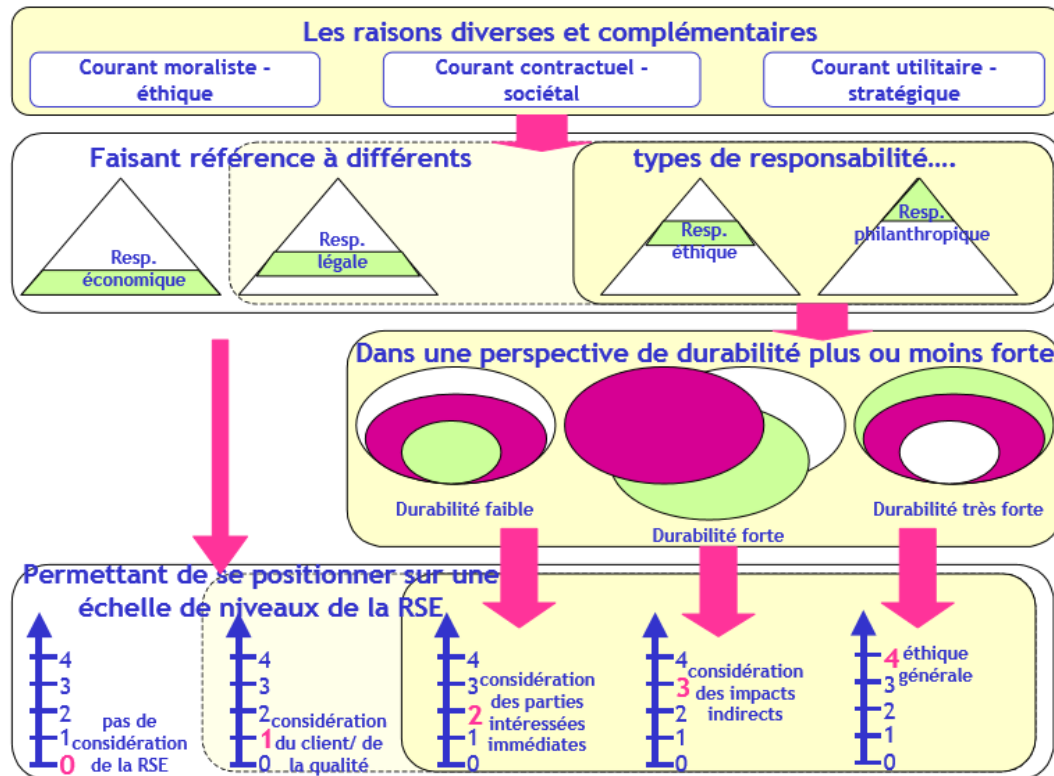 Les raisons diverses et complémentaires
Courant moraliste -
éthique
Courant contractuel -
sociétal
Courant utilitaire -
stratégique
Faisant référence à différents types de responsabilité....
Resp.
économique
Resp.
légale
Resp.
éthique
Resp.
philanthropique
Dans une perspective de durabilité plus ou moins forte
Durabilité faible
Durabilité forte
Durabilité très forte
Permettant de se positionner sur une
échelle de niveaux de la RSE
4
3
2
1
0
pas de
considération
de la RSE
4
3
2
1
0
considération
du client/ de
la qualité
4
3
2
1
0
considération
des parties
intéressées
immédiates
4
3
2
1
0
considération
des impacts
indirects
4
3
2
1
0
éthique
générale